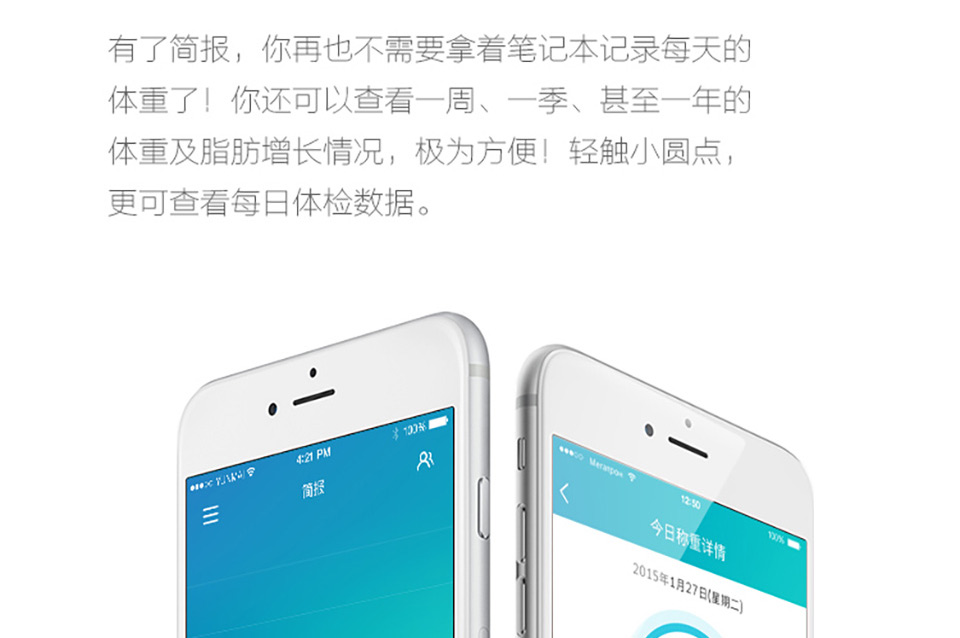 有了简报，你再也不需要拿着笔记本记录每天的
体重了！你还可以查看一周、一季、甚至一年的
体重及脂肪增长情况，极为方便！轻触小圆点，
更可查看每日体检数据。
4:21 PM
100%
简报
Мегафон
12:50
100%
今日称重详情
2015年1月27日(星期二)